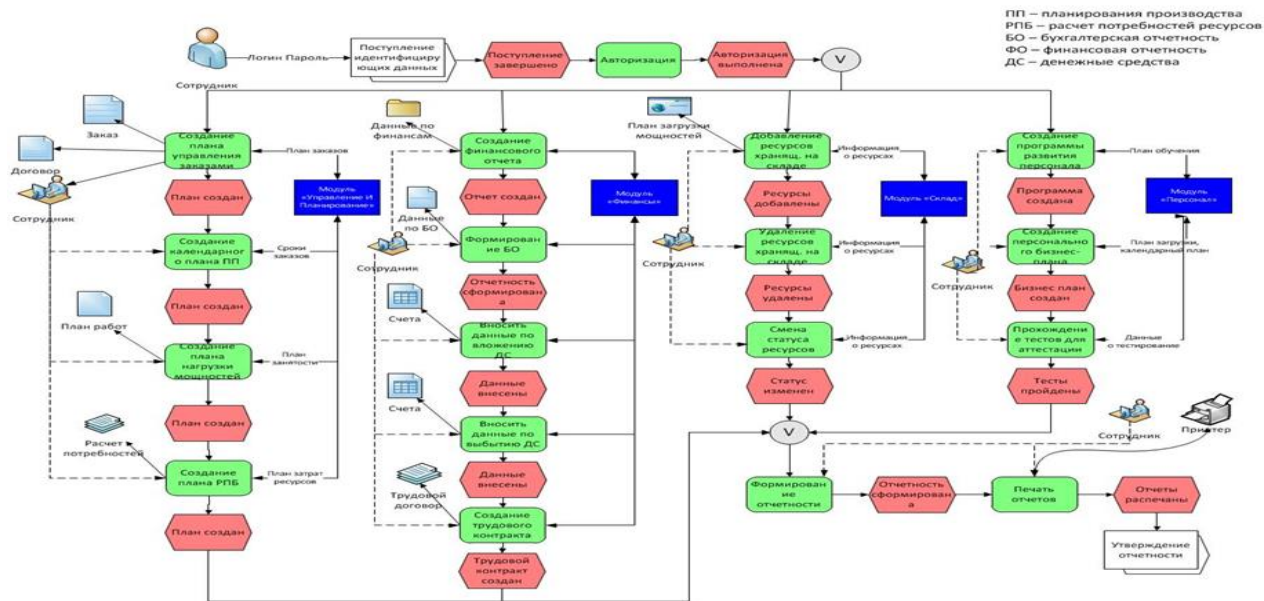 ПП – планирования производства
РПБ – расчет потребностей ресурсов
БО – бухгалтерская отчетность
ФО – финансовая отчетность
ДС – денежные средства
Сотрудник
Логин Пароль
Поступление
идентифициру
ющих данных
Поступление
завершено
Авторизация
Авторизация
выполнена
V
Заказ
Договор
Сотрудник
Создание
плана
управления
заказами
План заказов
Модуль
«Управление И
Планирование»
План создан
Создание
календарног
о плана ПП
Сроки
заказов
План создан
План работ
Создание
плана
нагрузки
мощностей
План
занятости
План создан
Расчет
потребностей
Создание
плана РПБ
План затрат
ресурсов
План создан
Данные по
финансам
Создание
финансового
отчета
Отчет создан
Модуль
«Финансы»
Данные
по БО
Сотрудник
Формирован
ие БО
Отчетность
сформирован
а
Счета
Вносить
данные по
вложению ДС
Данные
внесены
Счета
Вносить
данные по
выбытию ДС
Данные
внесены
Трудовой
договор
Создание
трудового
контракта
Трудовой
контракт
создан
План загрузки
мощностей
Добавление
ресурсов
хранящ. на
складе
Информация
о ресурсах
Ресурсы
добавлены
Модуль «Склад»
Сотрудник
Удаление
ресурсов
хранящ. на
складе
Информация
о ресурсах
Ресурсы
удалены
Смена
статуса
ресурсов
Информация
о ресурсах
Статус
изменен
V
Создание
программы
развития
персонала
План обучения
Программа
создана
Модуль
«Персонал»
Сотрудник
Создание
персонально
го бизнес-
плана
План загрузки,
календарный план
Бизнес план
создан
Прохождени
е тестов для
аттестации
Данные
о тестирование
Тесты
пройдены
Сотрудник
Принтер
Формирован
ие
отчетности
Отчетность
сформирован
а
Печать
отчетов
Отчеты
распечаны
Утверждение
отчетности